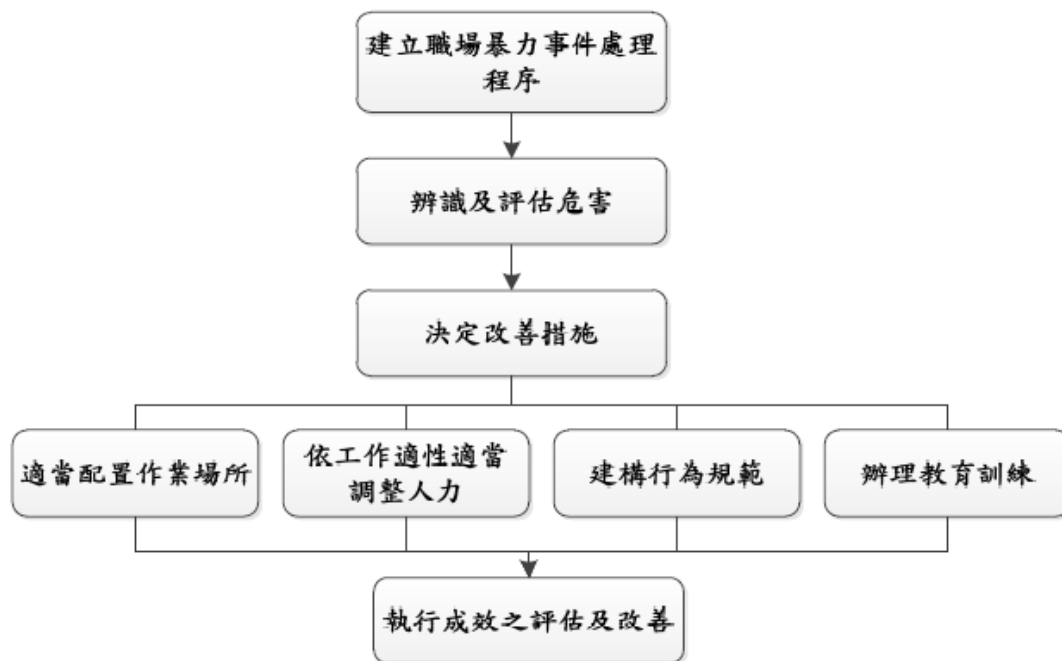 建立職場暴力事件處理
程序
辨識及評估危害
決定改善措施
適當配置作業場所
依工作適性適當
調整人力
建構行為規範
辦理教育訓練
執行成效之評估及改善